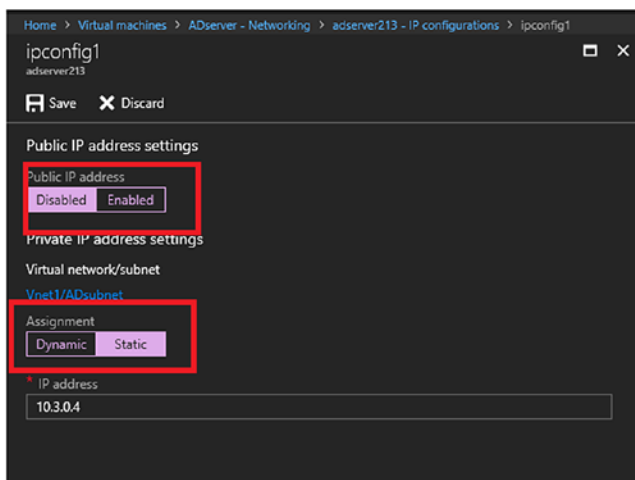 Home > Virtual machines > ADserver - Networking > adserver213 - IP configurations > ipconfig1
ipconfig1
adserver213
Save Discard
Public IP address settings
Public IP address
Disabled Enabled
Private IP address settings
Virtual network/subnet
Vnet1/ADsubnet
Assignment
Dynamic Static
* IP address
10.3.0.4